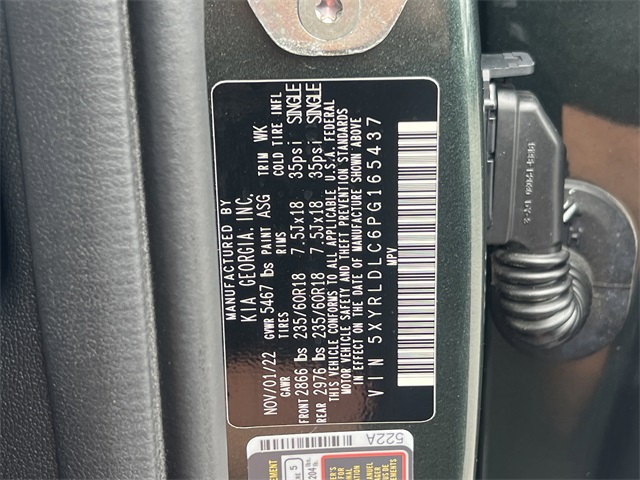 MANUFACTURED BY
KIA GEORGIA, INC.
NOV/01/22 GVWR 5467 lbs PAINT ASG TRIM WK
GAWR TIRES RIMS COLD TIRE INFL
FRONT 2866 lbs 235/60R18 7.5Jx18 35psi SINGLE
REAR 2976 lbs 235/60R18 7.5Jx18 35psi SINGLE
THIS VEHICLE CONFORMS TO ALL APPLICABLE U.S.A. FEDERAL
MOTOR VEHICLE SAFETY AND THEFT PREVENTION STANDARDS
IN EFFECT ON THE DATE OF MANUFACTURE SHOWN ABOVE
VIN 5XYRLDLC6PG165437
MPV
522A